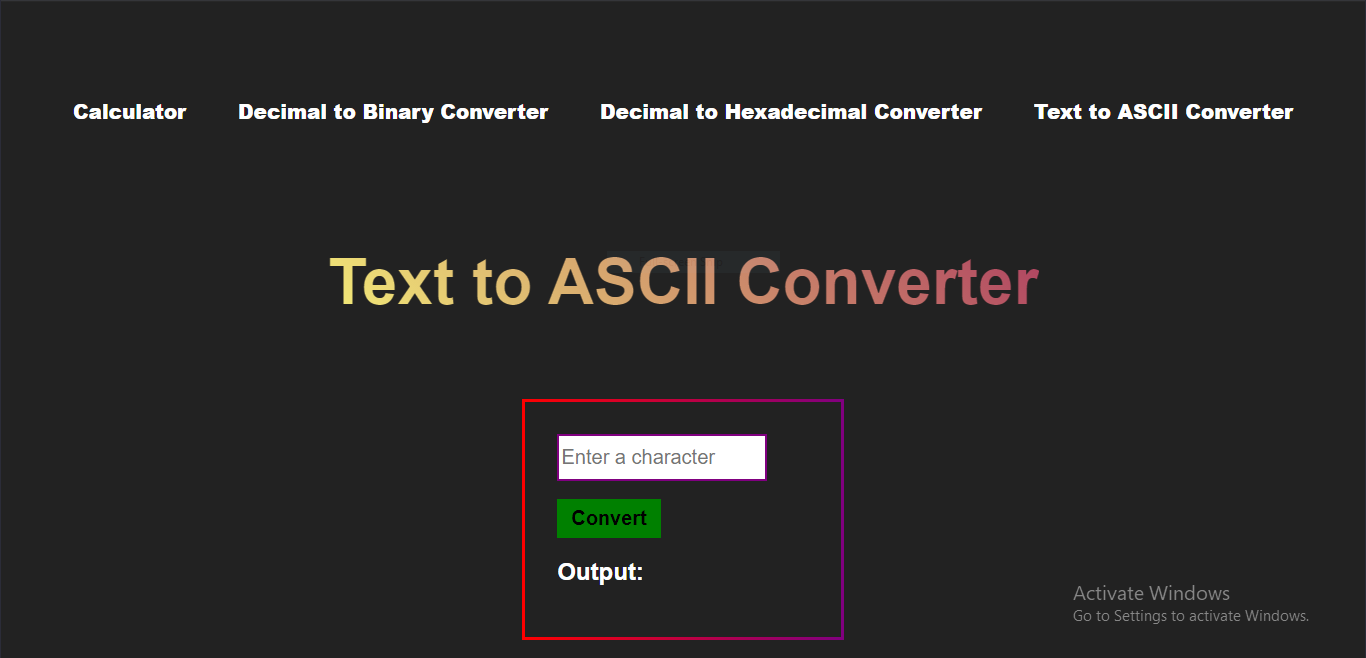 Calculator Decimal to Binary Converter Decimal to Hexadecimal Converter Text to ASCII Converter
Text to ASCII Converter
Enter a character
Convert
Output:
Activate Windows
Go to Settings to activate Windows.